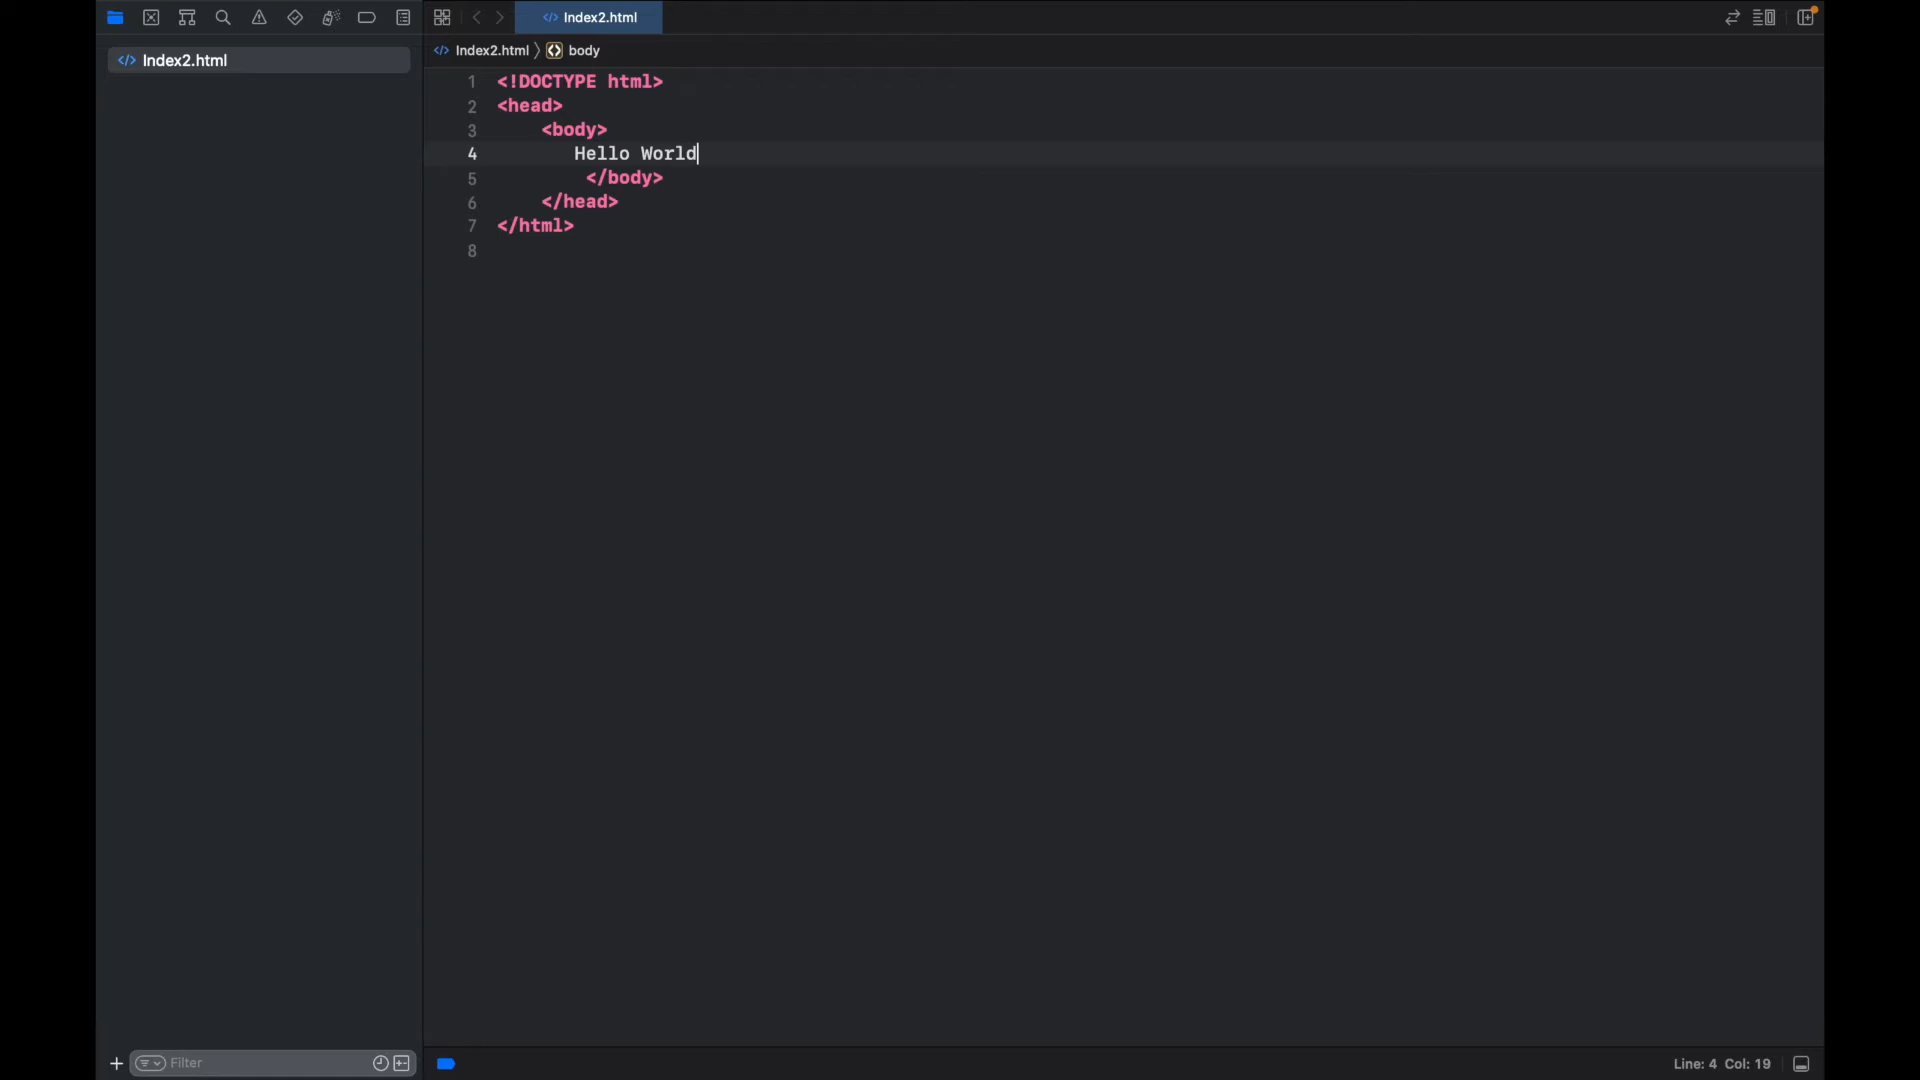 Index2.html
Index2.html
Index2.html 〉 body
1 <!DOCTYPE html>
2 <head>
3     <body>
4        Hello World
5         </body>
6     </head>
7 </html>
8
Filter
Line: 4 Col: 19